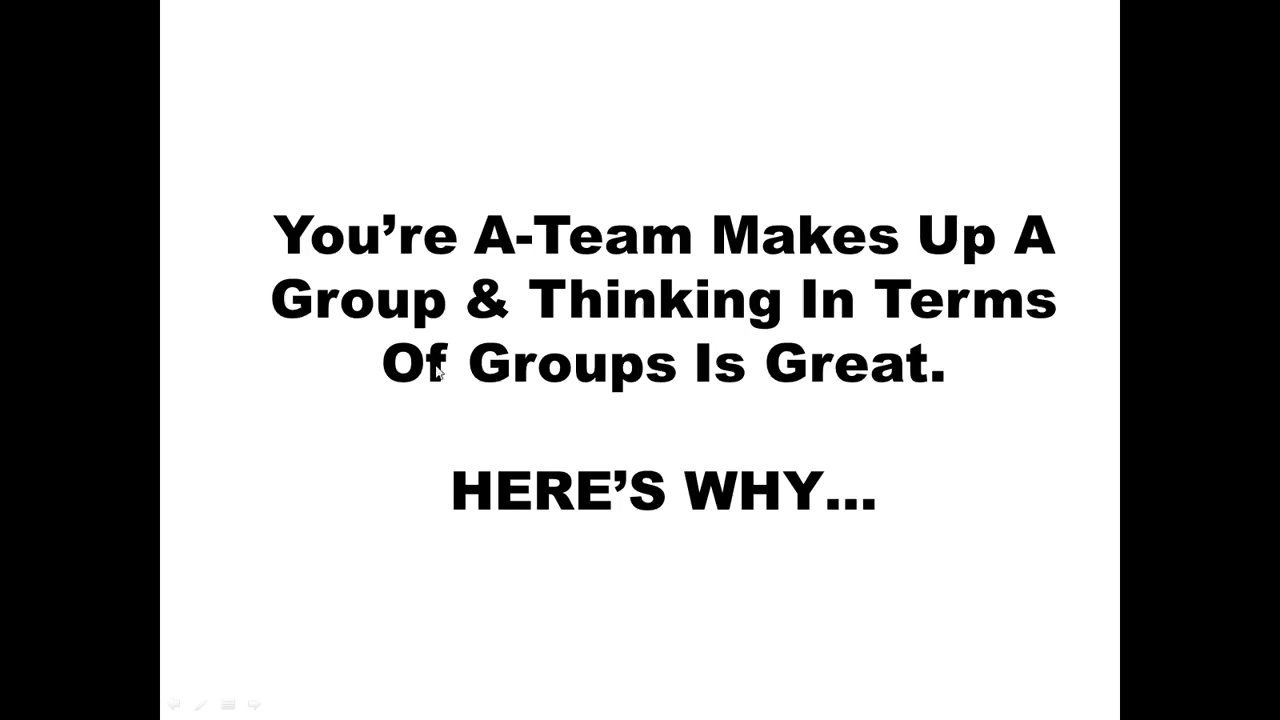 You’re A-Team Makes Up A
Group & Thinking In Terms
Of Groups Is Great.
HERE’S WHY...